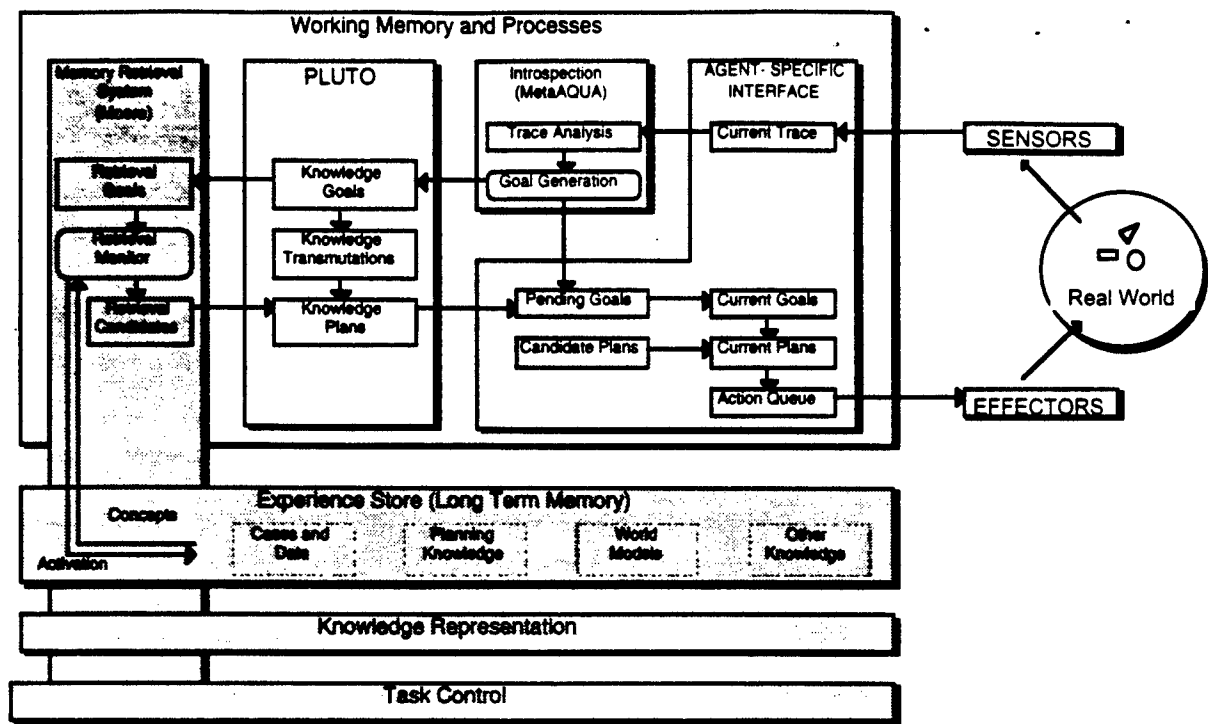 Working Memory and Processes
Memory Retrieval
System
(Moore)
PLUTO
Introspection
(MetaAQUA)
AGENT- SPECIFIC
INTERFACE
Trace Analysis
Current Trace
SENSORS
Retrieval
Goals
Knowledge
Goals
Goal Generation
Retrieval
Monitor
Knowledge
Transmutations
Real World
Retrieval
Candidates
Knowledge
Plans
Pending Goals
Current Goals
Candidate Plans
Current Plans
Action Queue
EFFECTORS
Experience Store (Long Term Memory)
Concepts
Activation
Cases and
Data
Planning
Knowledge
World
Models
Other
Knowledge
Knowledge Representation
Task Control